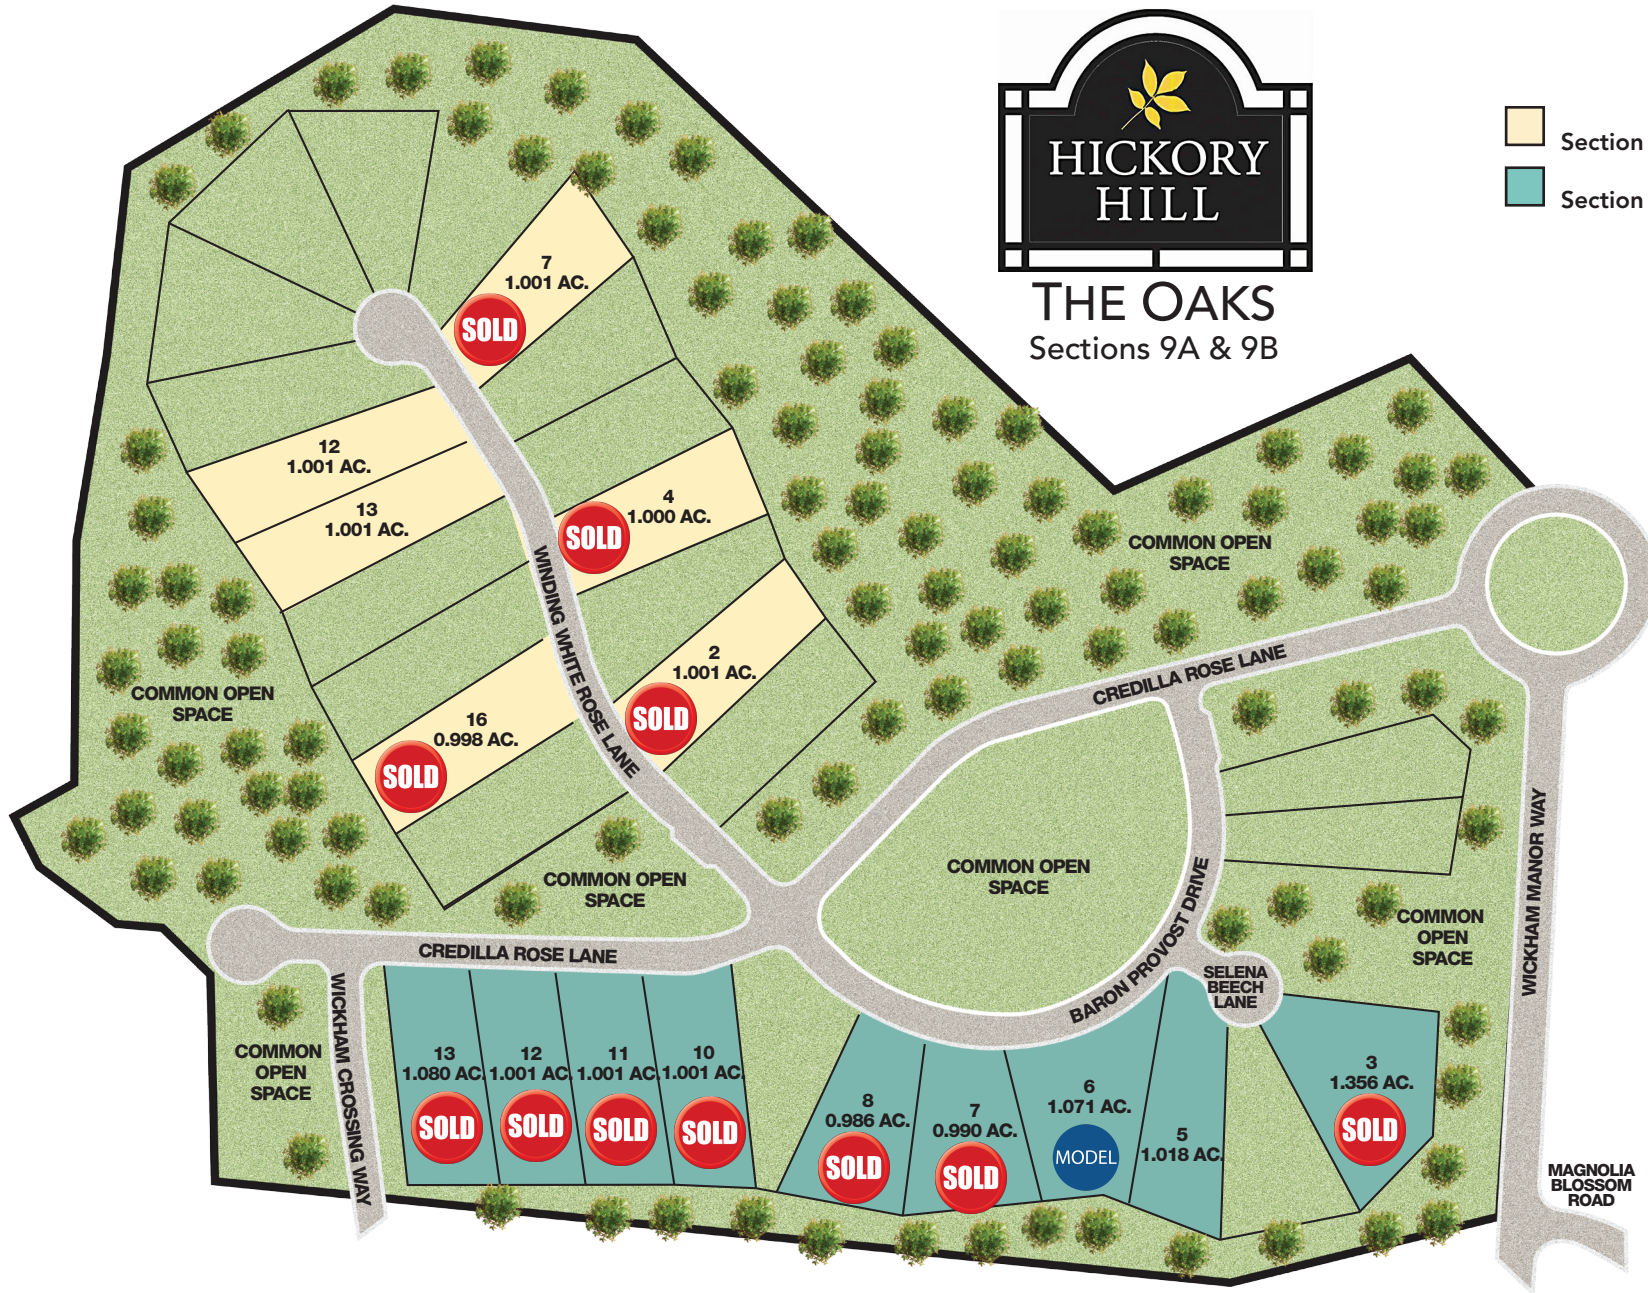 HICKORY
HILL
THE OAKS
Sections 9A & 9B
Section
Section
7
1.001 AC.
SOLD
12
1.001 AC.
13
1.001 AC.
4
1.000 AC.
SOLD
2
1.001 AC.
SOLD
16
0.998 AC.
SOLD
WINDING WHITE ROSE LANE
COMMON OPEN
SPACE
COMMON OPEN
SPACE
CREDILLA ROSE LANE
COMMON OPEN
SPACE
COMMON OPEN
SPACE
COMMON
OPEN
SPACE
WICKHAM MANOR WAY
BARON PROVOST DRIVE
SELENA
BEECH
LANE
CREDILLA ROSE LANE
WICKHAM CROSSING WAY
COMMON
OPEN
SPACE
13
1.080 AC.
SOLD
12
1.001 AC.
SOLD
11
1.001 AC.
SOLD
10
1.001 AC.
SOLD
8
0.986 AC.
SOLD
7
0.990 AC.
SOLD
6
1.071 AC.
MODEL
5
1.018 AC.
3
1.356 AC.
SOLD
MAGNOLIA
BLOSSOM
ROAD